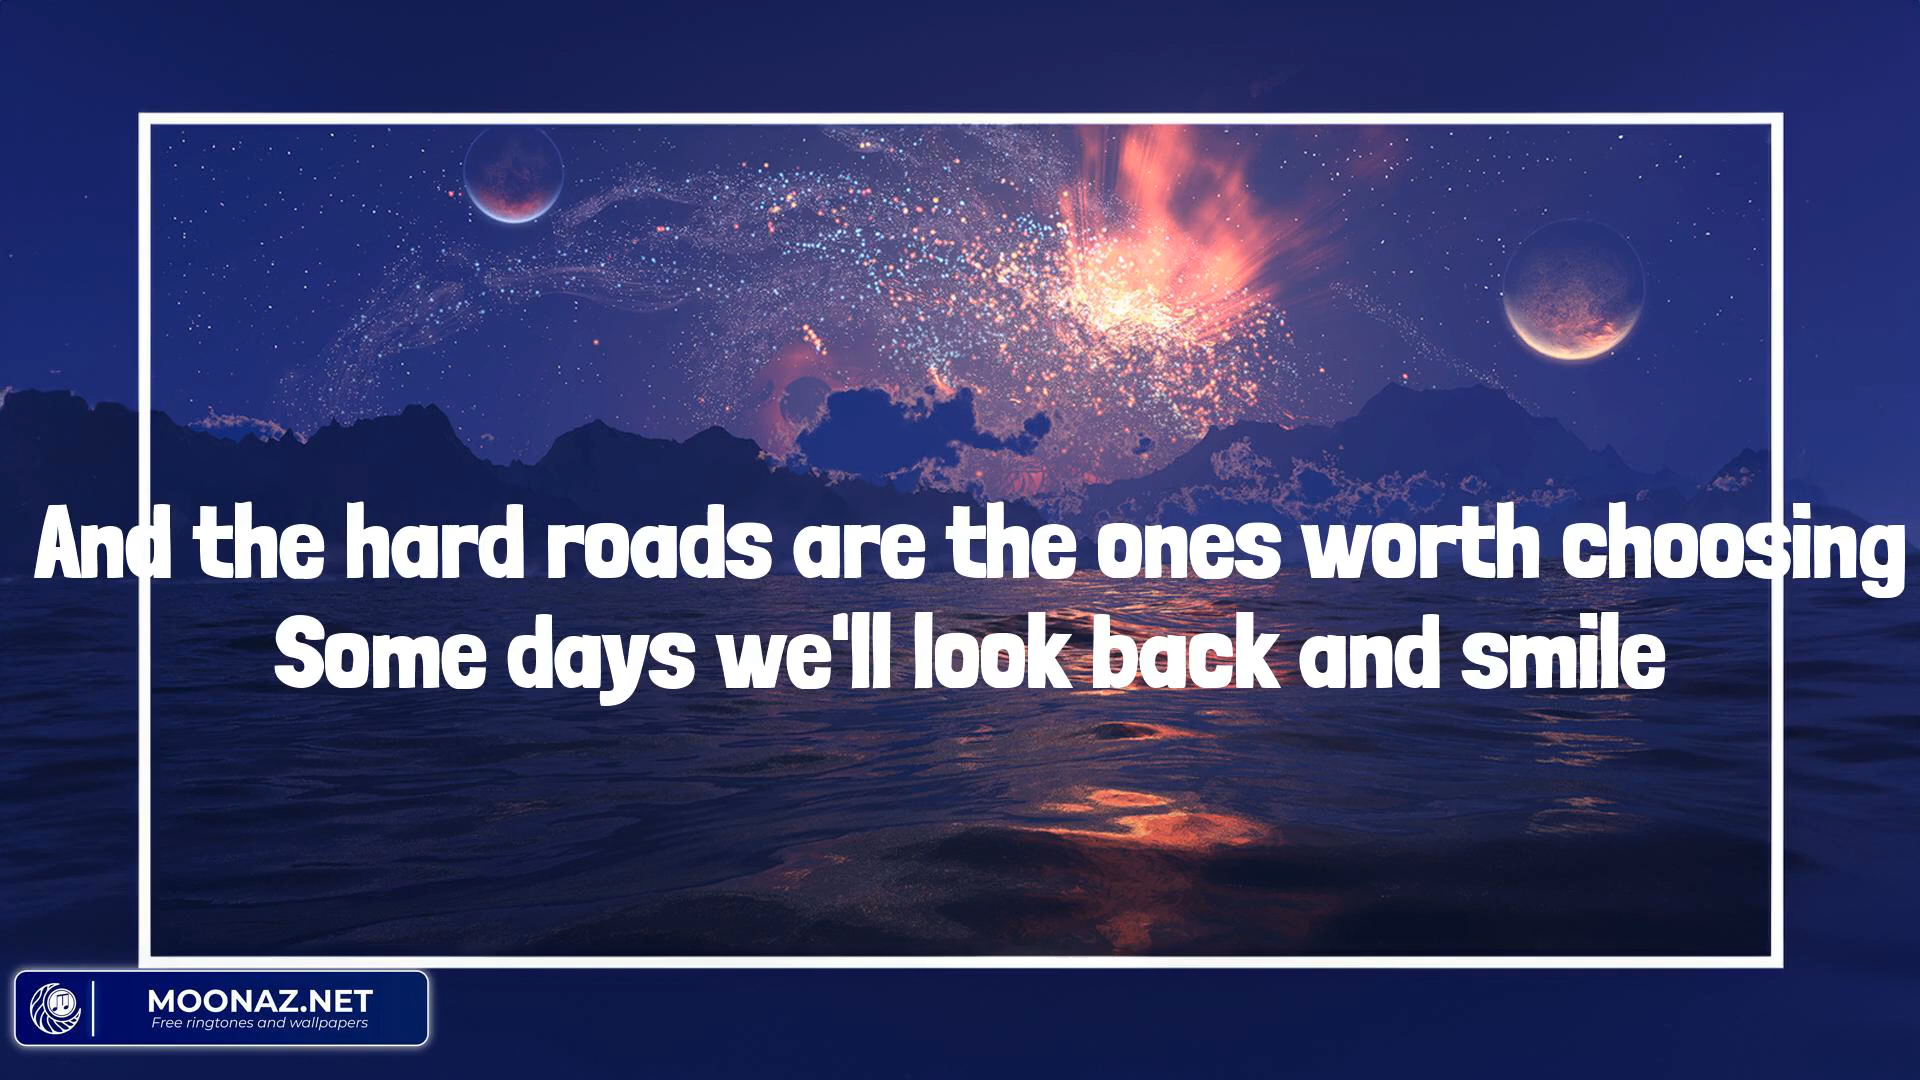 And the hard roads are the ones worth choosing
Some days we'll look back and smile
MOONAZ.NET
Free ringtones and wallpapers